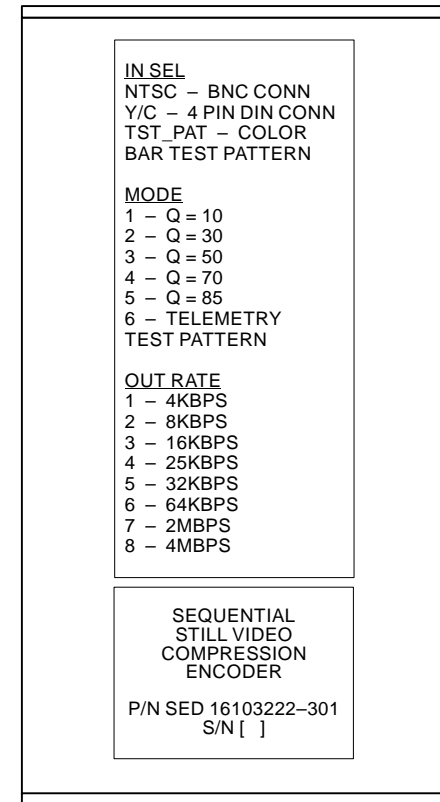 IN SEL
NTSC – BNC CONN
Y/C – 4 PIN DIN CONN
TST_PAT – COLOR
BAR TEST PATTERN
MODE
1 – Q = 10
2 – Q = 30
3 – Q = 50
4 – Q = 70
5 – Q = 85
6 – TELEMETRY
TEST PATTERN
OUT RATE
1 – 4KBPS
2 – 8KBPS
3 – 16KBPS
4 – 25KBPS
5 – 32KBPS
6 – 64KBPS
7 – 2MBPS
8 – 4MBPS
SEQUENTIAL
STILL VIDEO
COMPRESSION
ENCODER
P/N SED 16103222–301
S/N [ ]